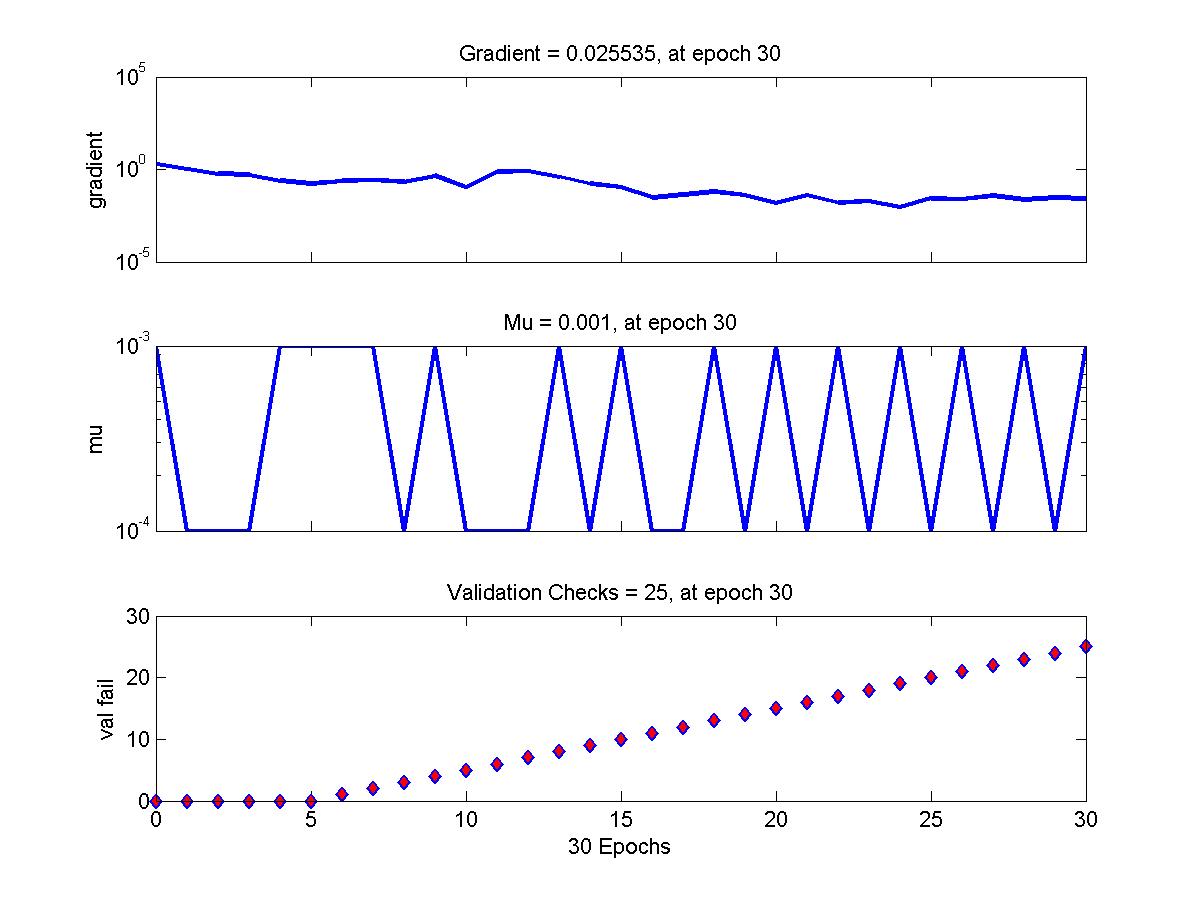 Gradient = 0.025535, at epoch 30
10^5
10^0
10^-5
gradient
Mu = 0.001, at epoch 30
10^-3
10^-4
mu
Validation Checks = 25, at epoch 30
30
20
10
0
val fail
0 5 10 15 20 25 30
30 Epochs